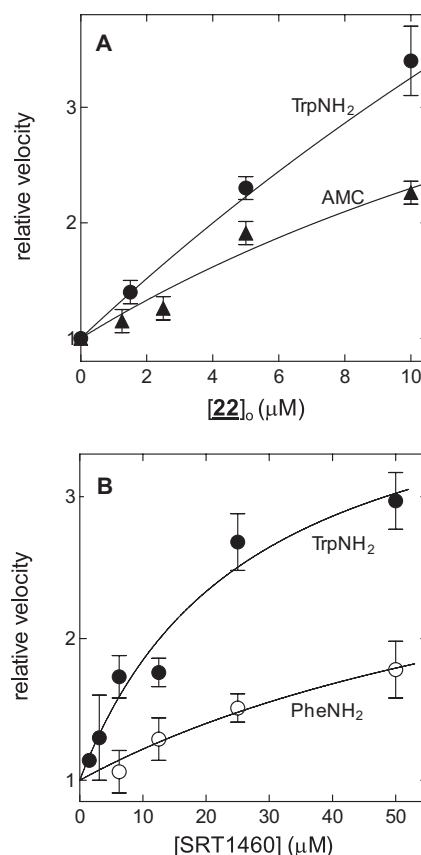 A
TrpNH₂
3
AMC
2
1
relative velocity
0 2 4 6 8 10
[22]ₒ (μM)
B
3
TrpNH₂
2
PheNH₂
1
relative velocity
0 10 20 30 40 50
[SRT1460] (μM)